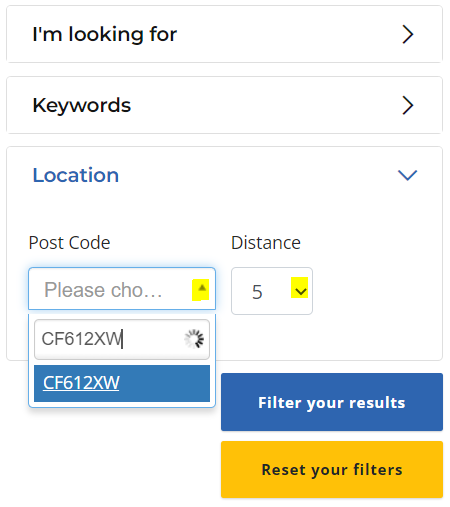 I'm looking for
Keywords
Location
Post Code
Distance
Please cho...
5
CF612XW
CF612XW
Filter your results
Reset your filters